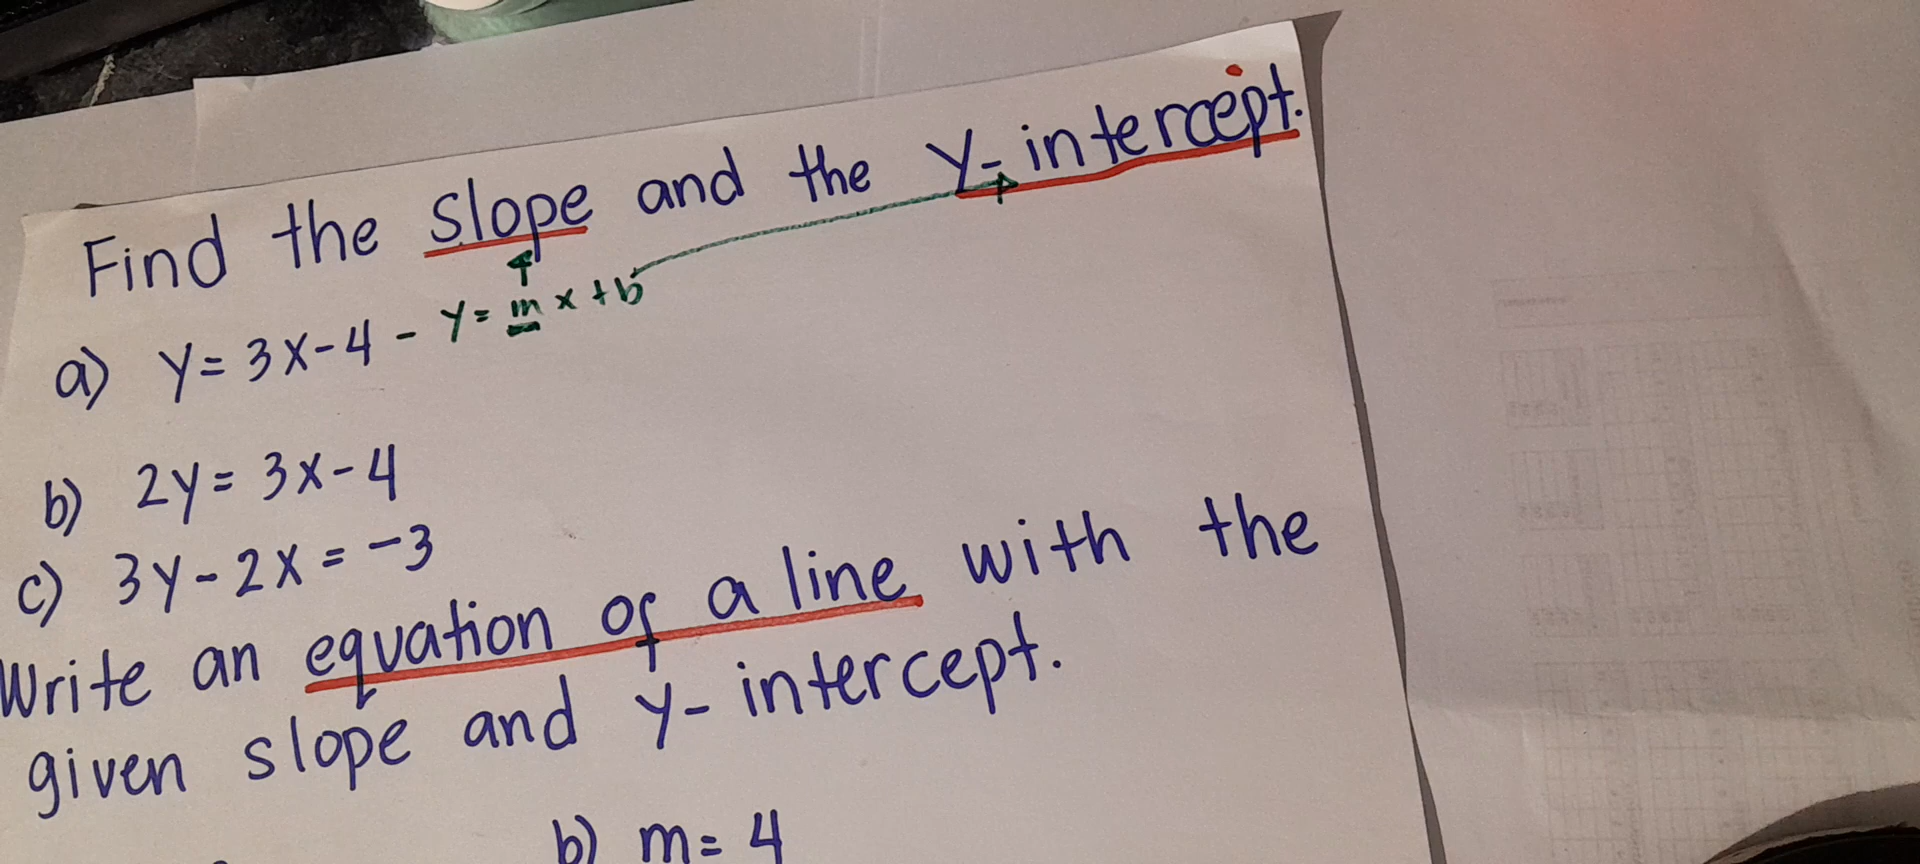 Find the slope and the y-intercept.
a) y = 3x - 4 - y = mx + b
b) 2y = 3x - 4
c) 3y - 2x = -3
Write an equation of a line with the
given slope and y-intercept.
b) m = 4